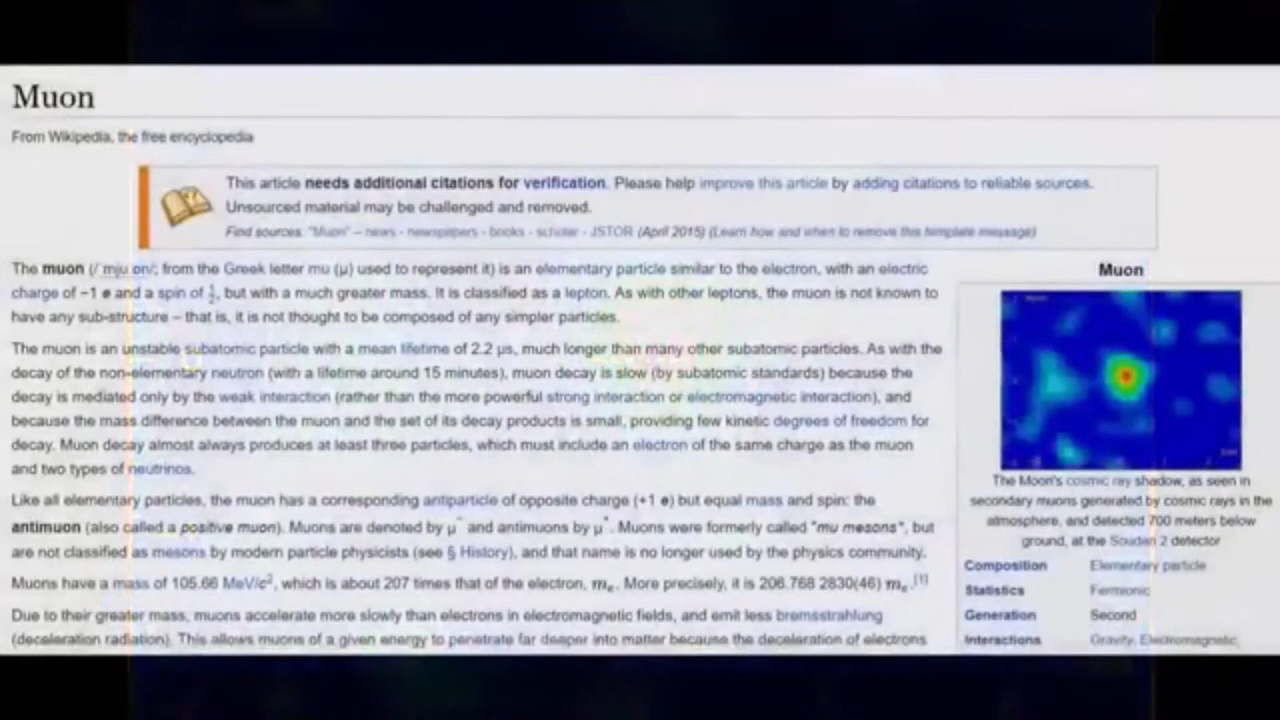 Muon
From Wikipedia, the free encyclopedia
This article needs additional citations for verification. Please help improve this article by adding citations to reliable sources.
Unsourced material may be challenged and removed.
Find sources: "Muon" – news · newspapers · books · scholar · JSTOR (April 2015) (Learn how and when to remove this template message)
The muon (/ˈmjuːɒn/; from the Greek letter mu (μ) used to represent it) is an elementary particle similar to the electron, with an electric
charge of −1 e and a spin of ½, but with a much greater mass. It is classified as a lepton. As with other leptons, the muon is not known to
have any sub-structure – that is, it is not thought to be composed of any simpler particles.
The muon is an unstable subatomic particle with a mean lifetime of 2.2 μs, much longer than many other subatomic particles. As with the
decay of the non-elementary neutron (with a lifetime around 15 minutes), muon decay is slow (by subatomic standards) because the
decay is mediated only by the weak interaction (rather than the more powerful strong interaction or electromagnetic interaction), and
because the mass difference between the muon and the set of its decay products is small, providing few kinetic degrees of freedom for
decay. Muon decay almost always produces at least three particles, which must include an electron of the same charge as the muon
and two types of neutrinos.
Like all elementary particles, the muon has a corresponding antiparticle of opposite charge (+1 e) but equal mass and spin: the
antimuon (also called a positive muon). Muons are denoted by μ⁻ and antimuons by μ⁺. Muons were formerly called "mu mesons", but
are not classified as mesons by modern particle physicists (see § History), and that name is no longer used by the physics community.
Muons have a mass of 105.66 MeV/c², which is about 207 times that of the electron, mₑ. More precisely, it is 206.768 2830(46) mₑ.[1]
Due to their greater mass, muons accelerate more slowly than electrons in electromagnetic fields, and emit less bremsstrahlung
(deceleration radiation). This allows muons of a given energy to penetrate far deeper into matter because the deceleration of electrons
Muon
The Moon's cosmic ray shadow, as seen in
secondary muons generated by cosmic rays in the
atmosphere, and detected 700 meters below
ground, at the Soudan 2 detector
Composition Elementary particle
Statistics Fermionic
Generation Second
Interactions Gravity, Electromagnetic,